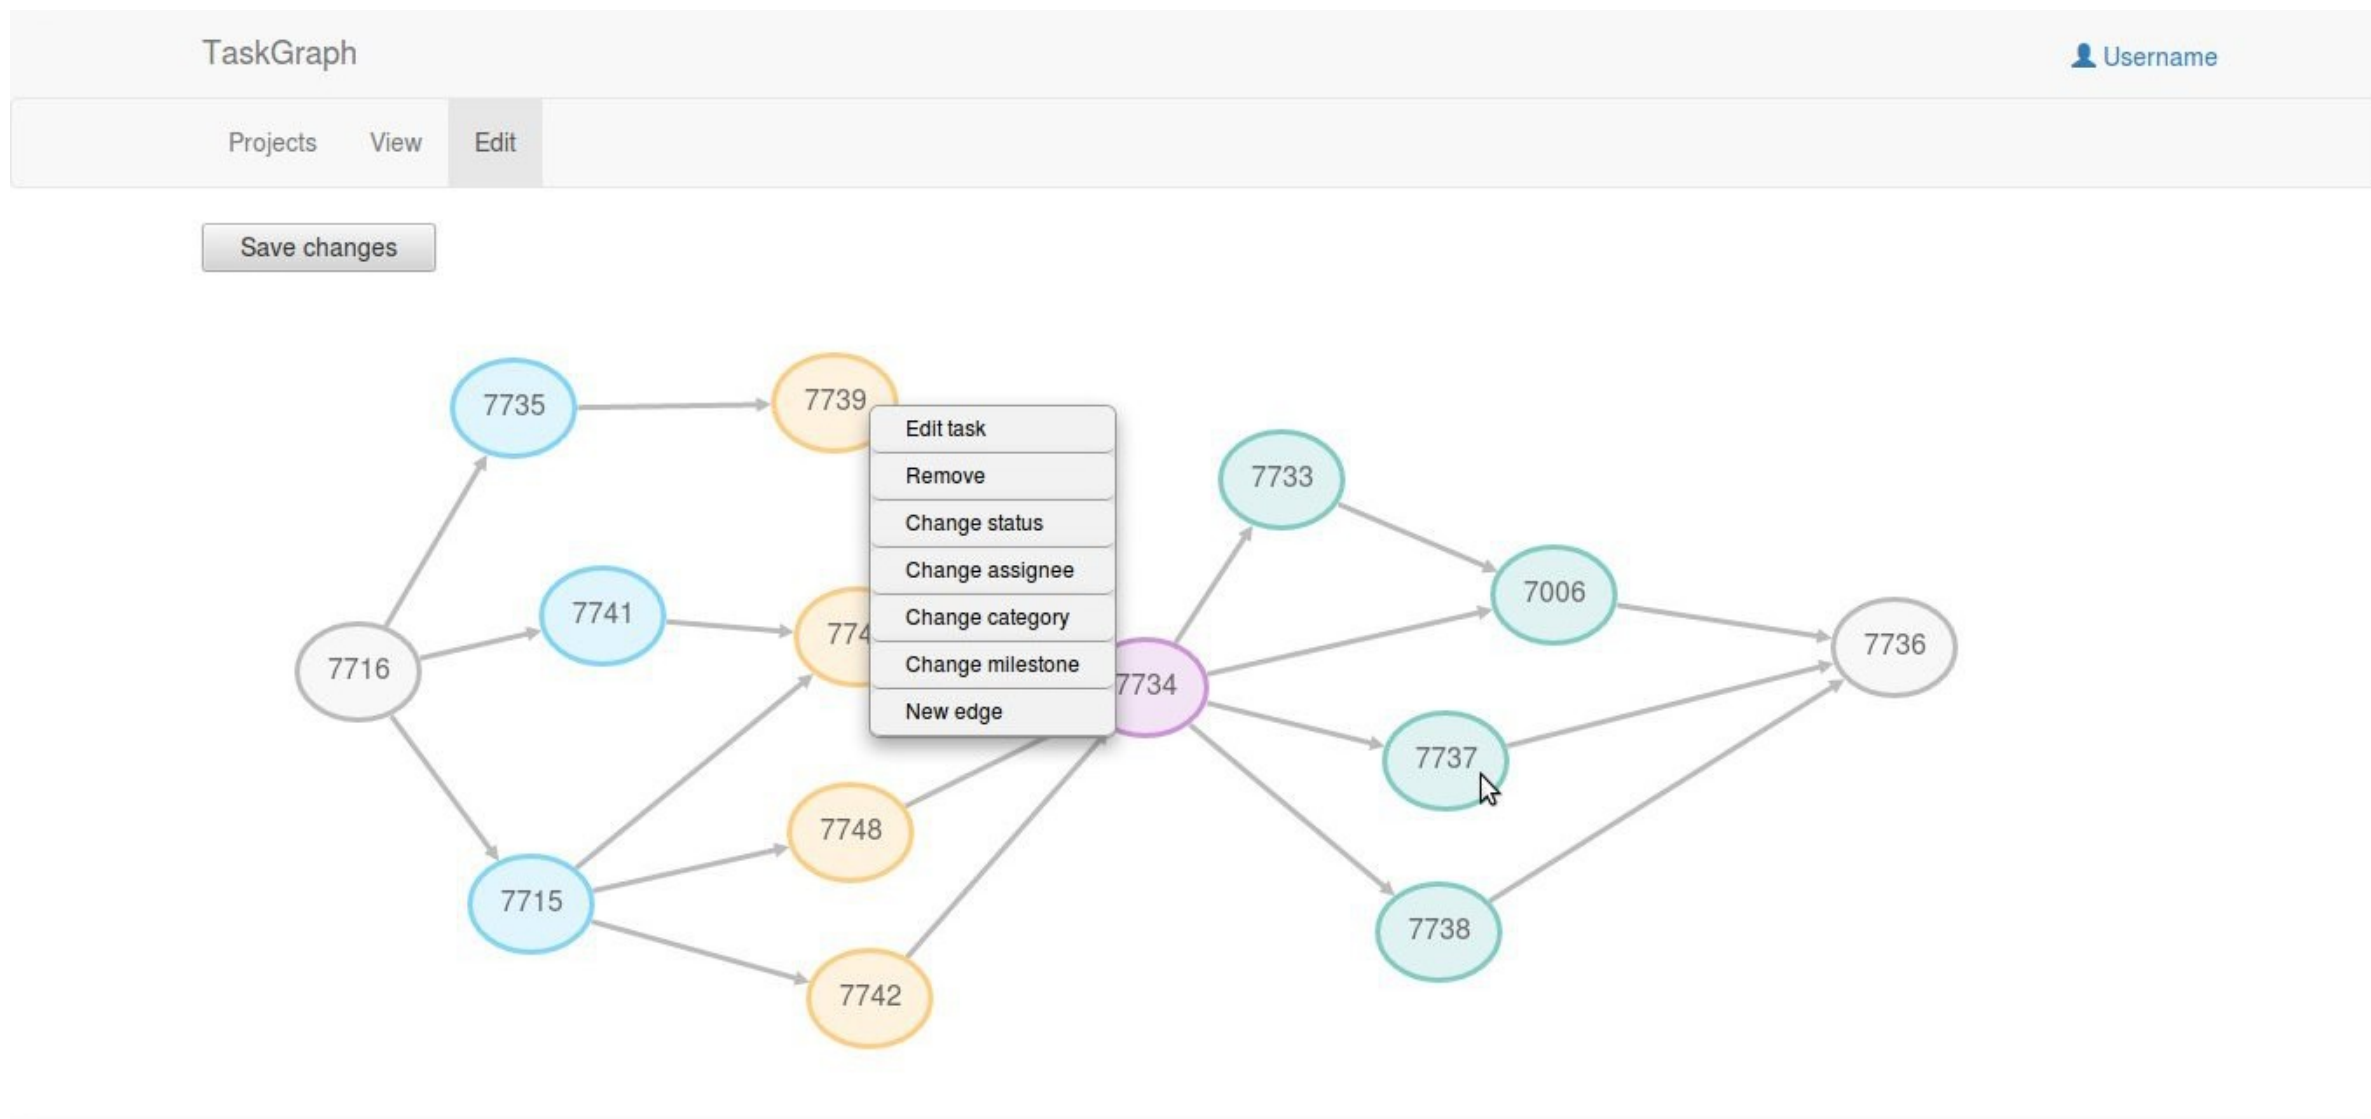 TaskGraph
Username
Projects View Edit
Save changes
7735
7739
Edit task
Remove
Change status
Change assignee
Change category
Change milestone
New edge
7733
7006
7741
7716
7734
7736
7737
7748
7715
7738
7742